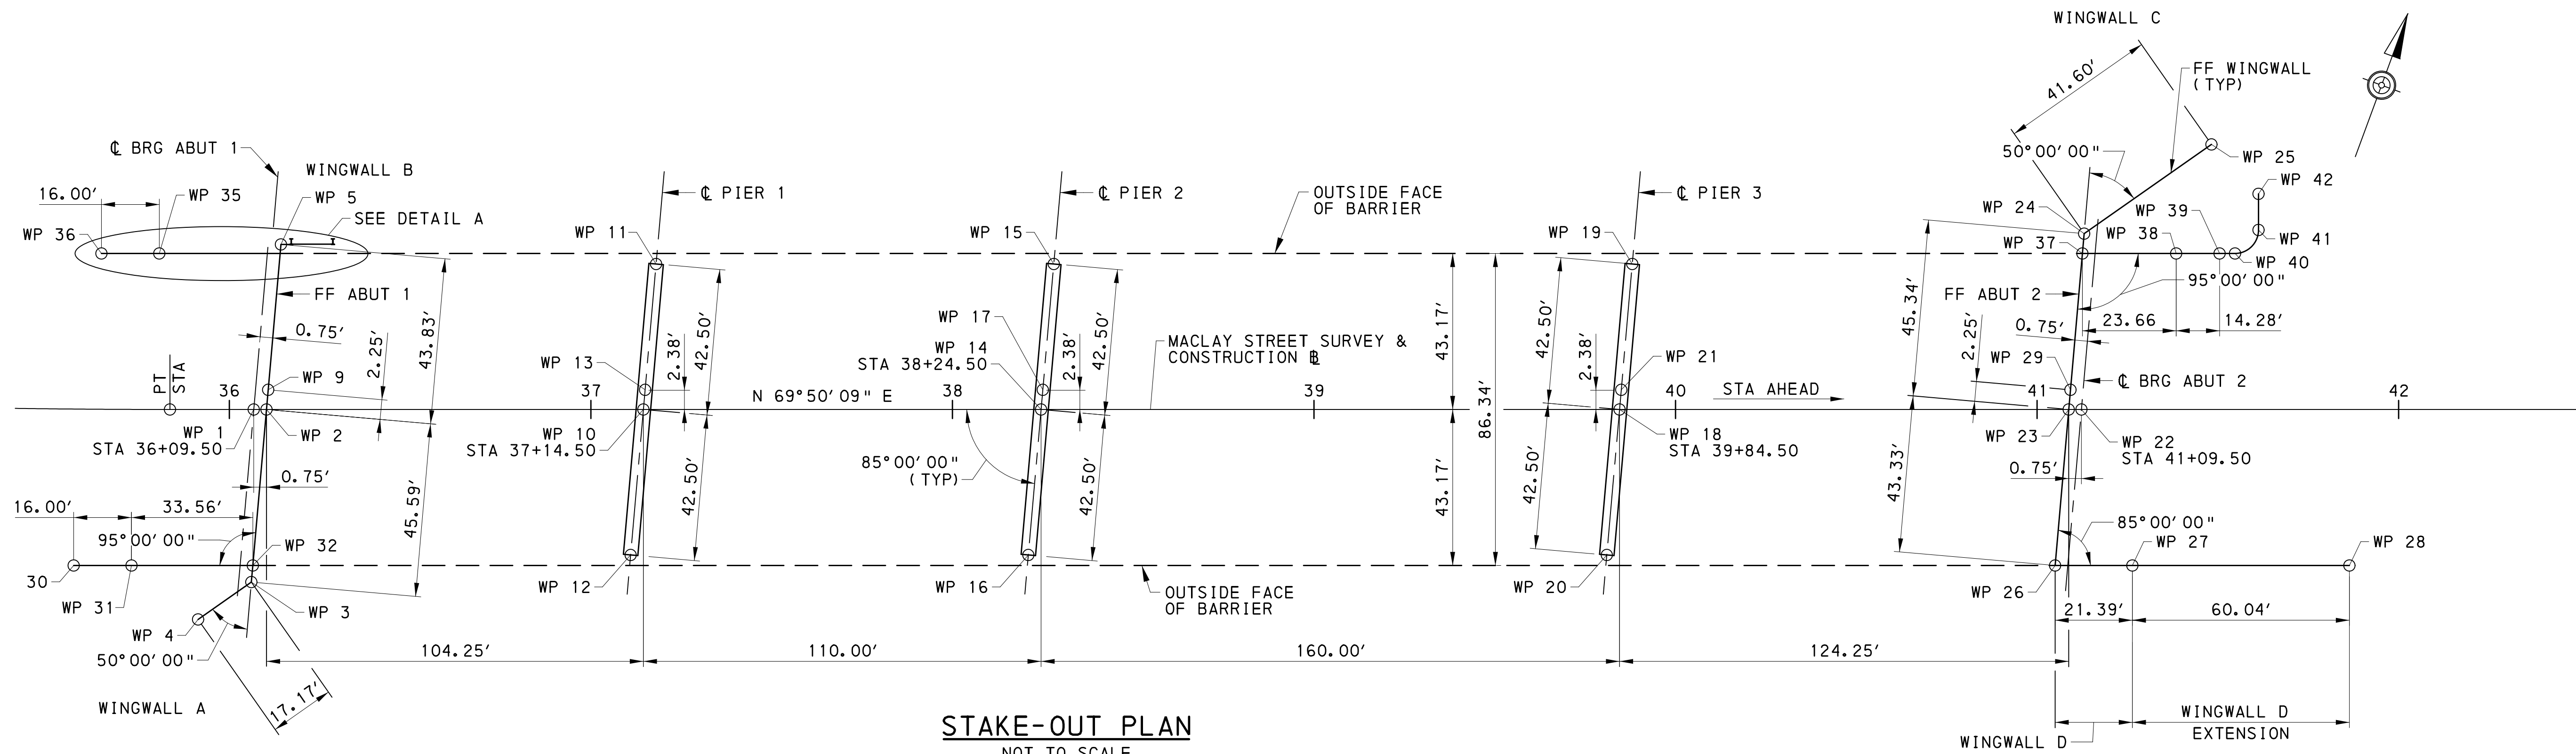 WINGWALL C
41.60'
FF WINGWALL
(TYP)
℄ BRG ABUT 1
WINGWALL B
50°00'00"
WP 25
16.00'
WP 35
WP 5
℄ PIER 1
℄ PIER 2
OUTSIDE FACE
OF BARRIER
℄ PIER 3
WP 42
SEE DETAIL A
WP 24
WP 39
WP 36
WP 11
WP 15
WP 19
WP 37
WP 38
WP 41
WP 40
95°00'00"
FF ABUT 1
FF ABUT 2
0.75'
43.83'
42.50'
42.50'
43.17'
42.50'
45.34'
23.66
14.28'
2.25'
WP 17
MACLAY STREET SURVEY &
CONSTRUCTION ℄
2.25'
0.75'
PT
STA
WP 9
WP 13
2.38'
WP 14
STA 38+24.50
2.38'
86.34'
2.38'
WP 21
WP 29
℄ BRG ABUT 2
36
37
N 69°50'09" E
38
39
40
STA AHEAD
41
42
WP 1
STA 36+09.50
WP 2
WP 10
STA 37+14.50
WP 18
STA 39+84.50
WP 23
WP 22
STA 41+09.50
85°00'00"
(TYP)
0.75'
0.75'
45.59'
42.50'
42.50'
43.17'
42.50'
43.33'
16.00'
33.56'
95°00'00"
WP 32
85°00'00"
WP 27
WP 28
30
WP 31
WP 3
WP 12
WP 16
OUTSIDE FACE
OF BARRIER
WP 20
WP 26
WP 4
21.39'
60.04'
50°00'00"
104.25'
110.00'
160.00'
124.25'
17.17'
WINGWALL A
WINGWALL D
EXTENSION
WINGWALL D
STAKE-OUT PLAN
NOT TO SCALE